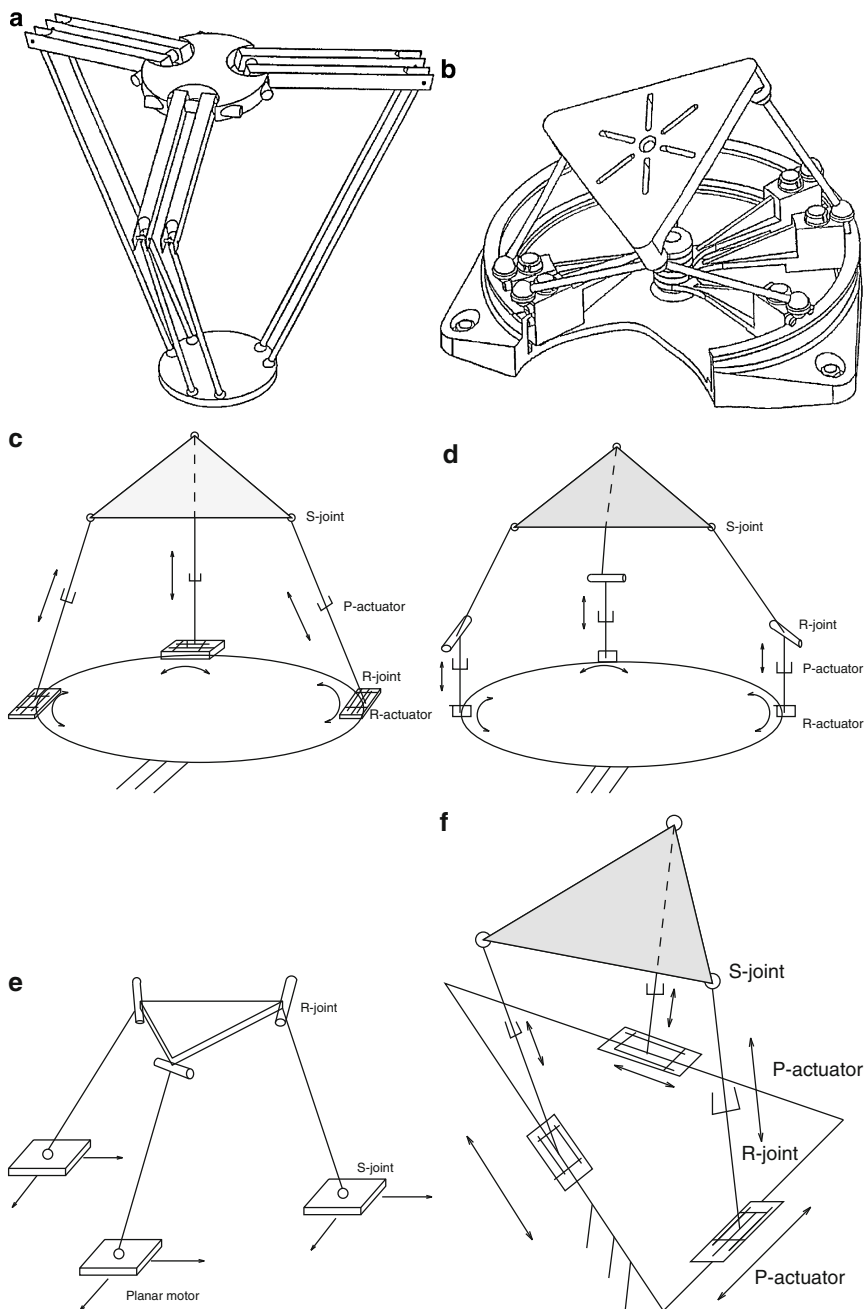 a
b
c
S-joint
P-actuator
R-joint
R-actuator
d
S-joint
R-joint
P-actuator
R-actuator
e
R-joint
S-joint
Planar motor
f
S-joint
P-actuator
R-joint
P-actuator